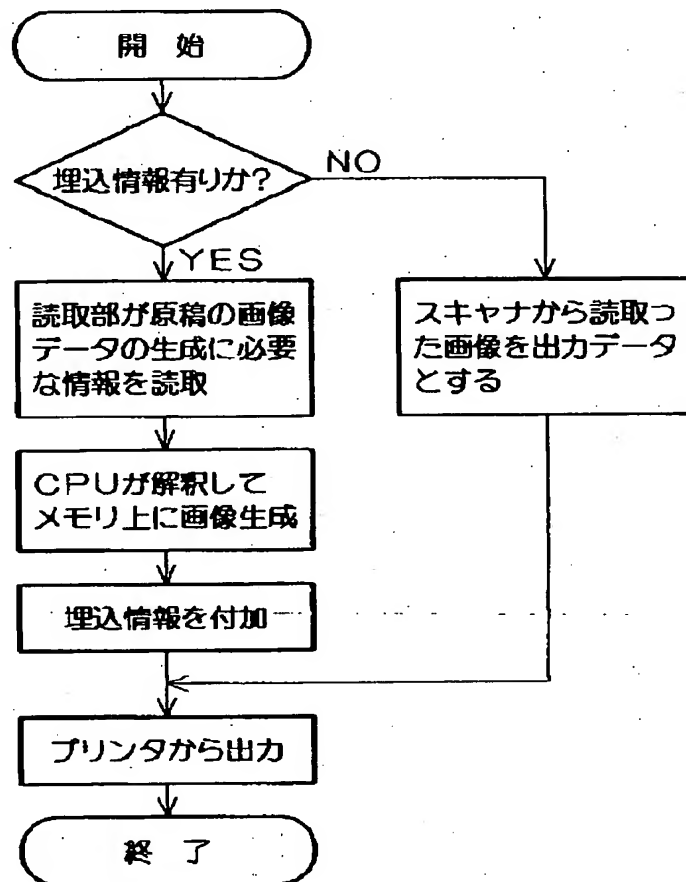 開始
埋込情報有りか?
NO
YES
読取部が原稿の画像
データの生成に必要
な情報を読取
スキャナから読取っ
た画像を出力データ
とする
CPUが解釈して
メモリ上に画像生成
埋込情報を付加
プリンタから出力
終了